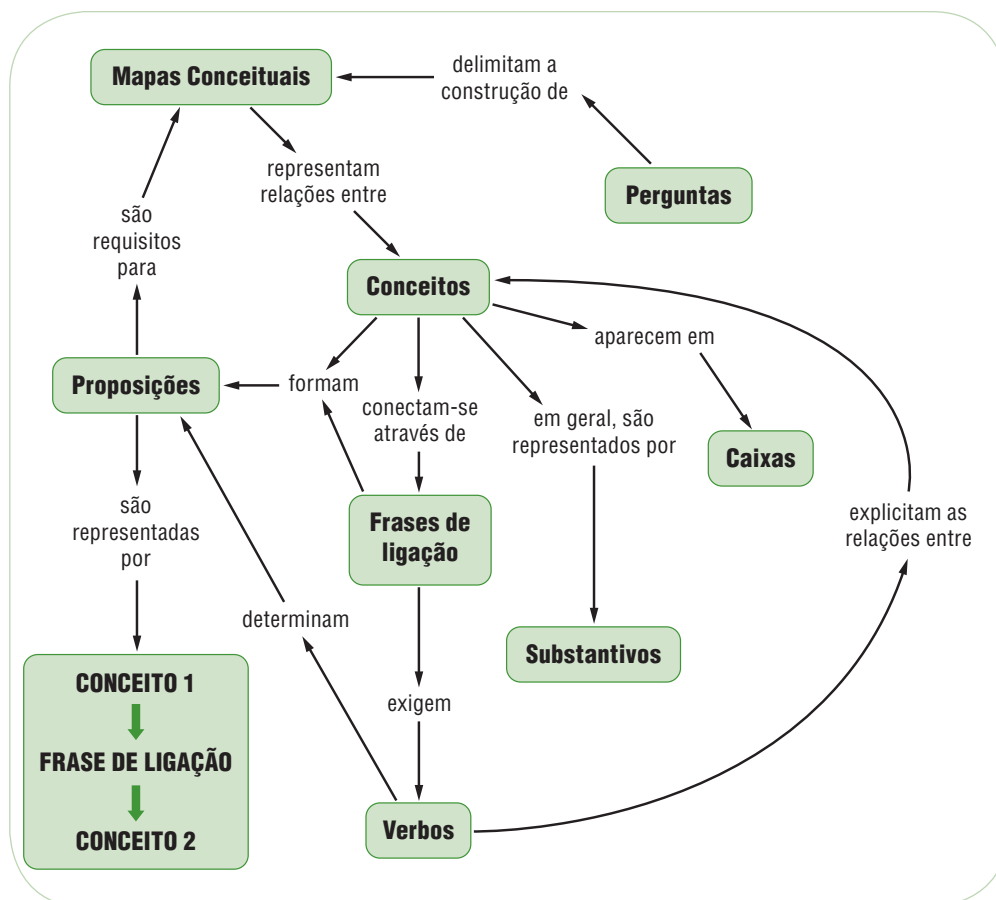 Mapas Conceituais
delimitam a
construção de
Perguntas
representam
relações entre
são
requisitos
para
Conceitos
aparecem em
Proposições
formam
conectam-se
através de
em geral, são
representados por
Caixas
são
representadas
por
Frases de
ligação
explicitam as
relações entre
determinam
Substantivos
CONCEITO 1
FRASE DE LIGAÇÃO
CONCEITO 2
exigem
Verbos